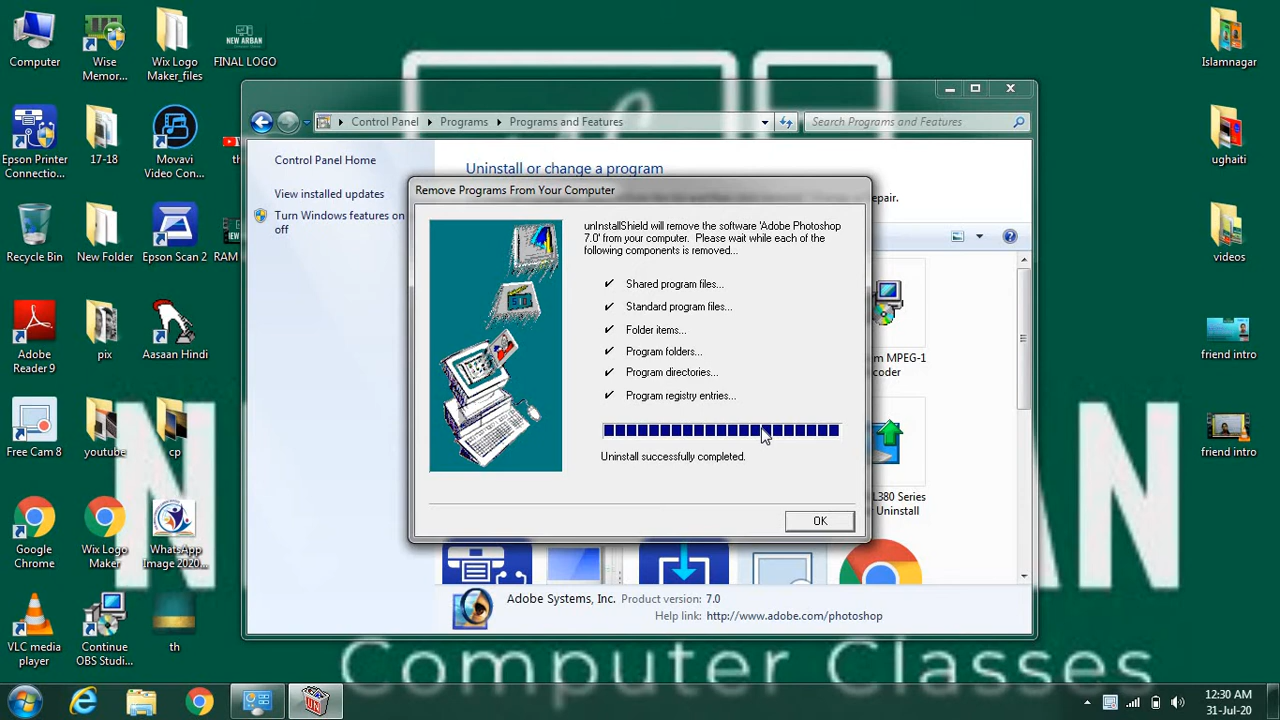 Computer
Wise
Memor...
Wix Logo
Maker_files
NEW ARBAN
FINAL LOGO
Islamnagar
Epson Printer
Connectio...
17-18
Movavi
Video Con...
th
ughaiti
Recycle Bin
New Folder
Epson Scan 2
RAM
videos
Adobe
Reader 9
pix
Aasaan Hindi
friend intro
Free Cam 8
youtube
cp
friend intro
Google
Chrome
Wix Logo
Maker
WhatsApp
Image 2020...
VLC media
player
Continue
OBS Studi...
th
Control Panel
Programs
Programs and Features
Search Programs and Features
Control Panel Home
View installed updates
Turn Windows features on
off
Uninstall or change a program
epair.
Remove Programs From Your Computer
unInstallShield will remove the software 'Adobe Photoshop
7.0' from your computer. Please wait while each of the
following components is removed...
Shared program files...
Standard program files...
Folder items...
Program folders...
Program directories...
Program registry entries...
Uninstall successfully completed.
OK
m MPEG-1
coder
L380 Series
Uninstall
Adobe Systems, Inc. Product version: 7.0
Help link: http://www.adobe.com/photoshop
Computer Classes
UN
12:30 AM
31-Jul-20